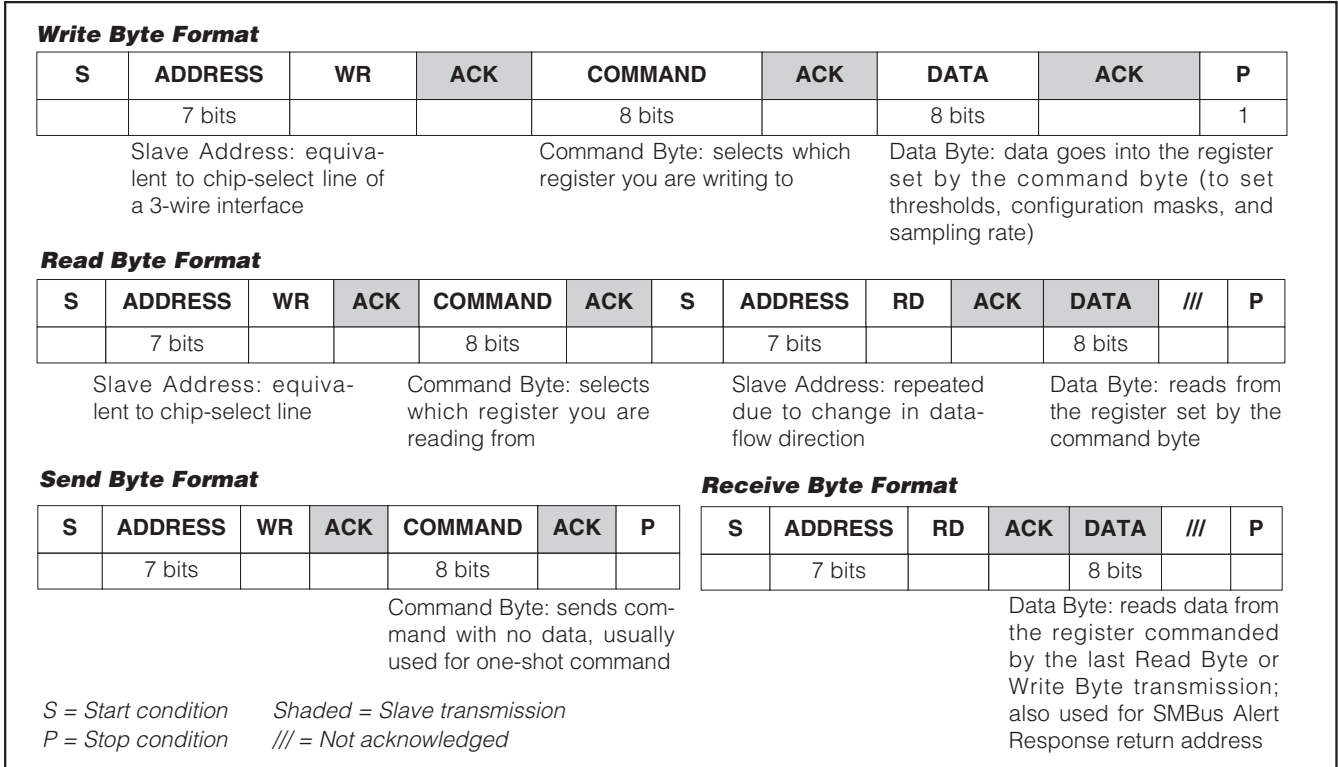 Write Byte Format
S ADDRESS WR ACK COMMAND ACK DATA ACK P
7 bits 8 bits 8 bits 1
Slave Address: equiva-
lent to chip-select line of
a 3-wire interface
Command Byte: selects which
register you are writing to
Data Byte: data goes into the register
set by the command byte (to set
thresholds, configuration masks, and
sampling rate)
Read Byte Format
S ADDRESS WR ACK COMMAND ACK S ADDRESS RD ACK DATA /// P
7 bits 8 bits 7 bits 8 bits
Slave Address: equiva-
lent to chip-select line
Command Byte: selects
which register you are
reading from
Slave Address: repeated
due to change in data-
flow direction
Data Byte: reads from
the register set by the
command byte
Send Byte Format
S ADDRESS WR ACK COMMAND ACK P
7 bits 8 bits
Command Byte: sends com-
mand with no data, usually
used for one-shot command
Receive Byte Format
S ADDRESS RD ACK DATA /// P
7 bits 8 bits
Data Byte: reads data from
the register commanded
by the last Read Byte or
Write Byte transmission;
also used for SMBus Alert
Response return address
S = Start condition Shaded = Slave transmission
P = Stop condition /// = Not acknowledged